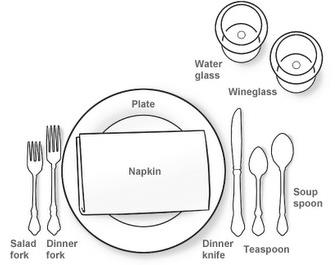 Water
glass
Wineglass
Plate
Napkin
Salad
fork
Dinner
fork
Dinner
knife
Teaspoon
Soup
spoon